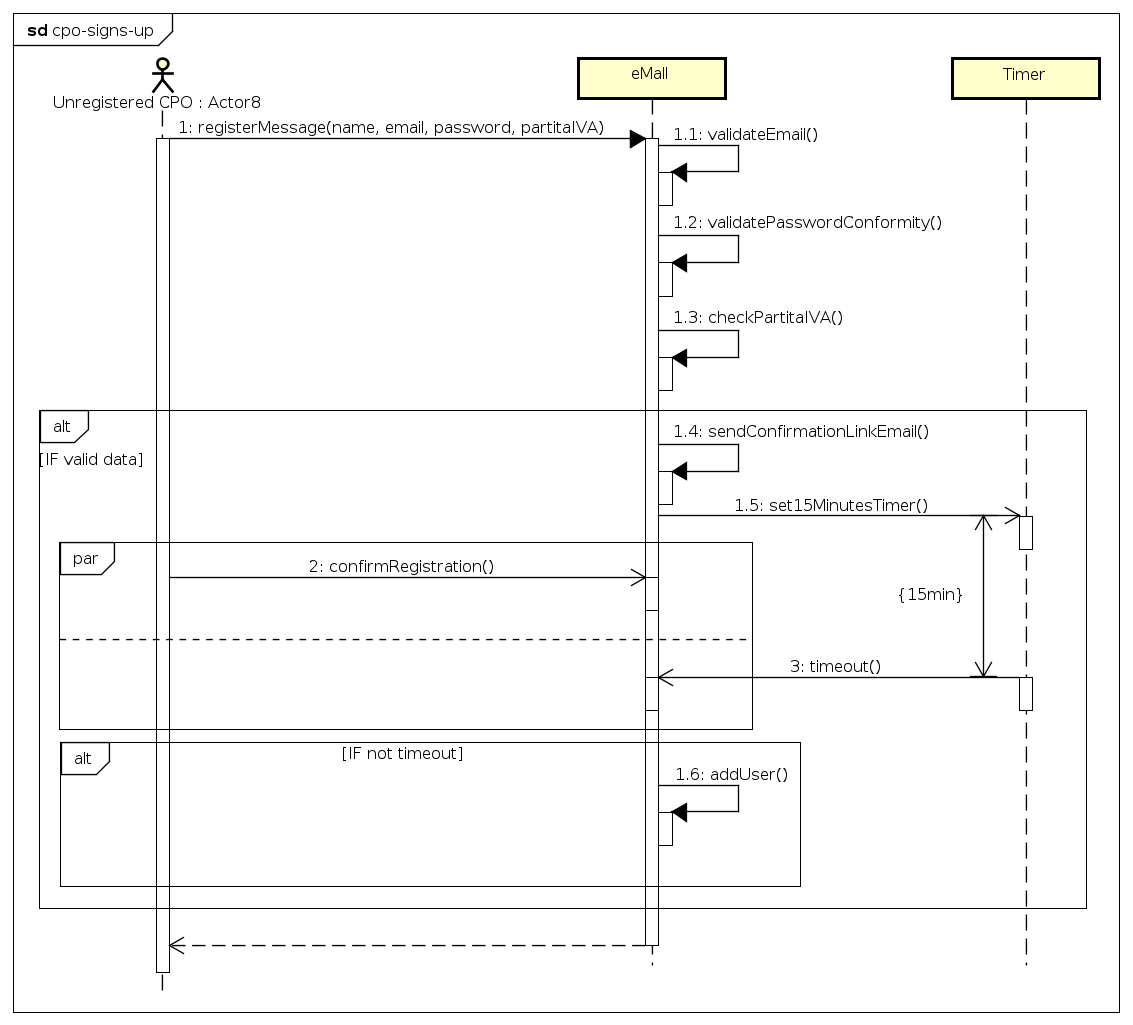 sd cpo-signs-up
Unregistered CPO : Actor8
eMall
Timer
1: registerMessage(name, email, password, partitaIVA)
1.1: validateEmail()
1.2: validatePasswordConformity()
1.3: checkPartitaIVA()
alt
[IF valid data]
1.4: sendConfirmationLinkEmail()
1.5: set15MinutesTimer()
par
2: confirmRegistration()
{15min}
3: timeout()
alt
[IF not timeout]
1.6: addUser()